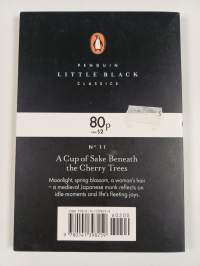 PENGUIN
LITTLE BLACK
CLASSICS
80p
Nº 11
A Cup of Sake Beneath
the Cherry Trees
Moonlight, spring blossom, a woman's hair
– a medieval Japanese monk reflects on
idle moments and life's fleeting joys.
60200